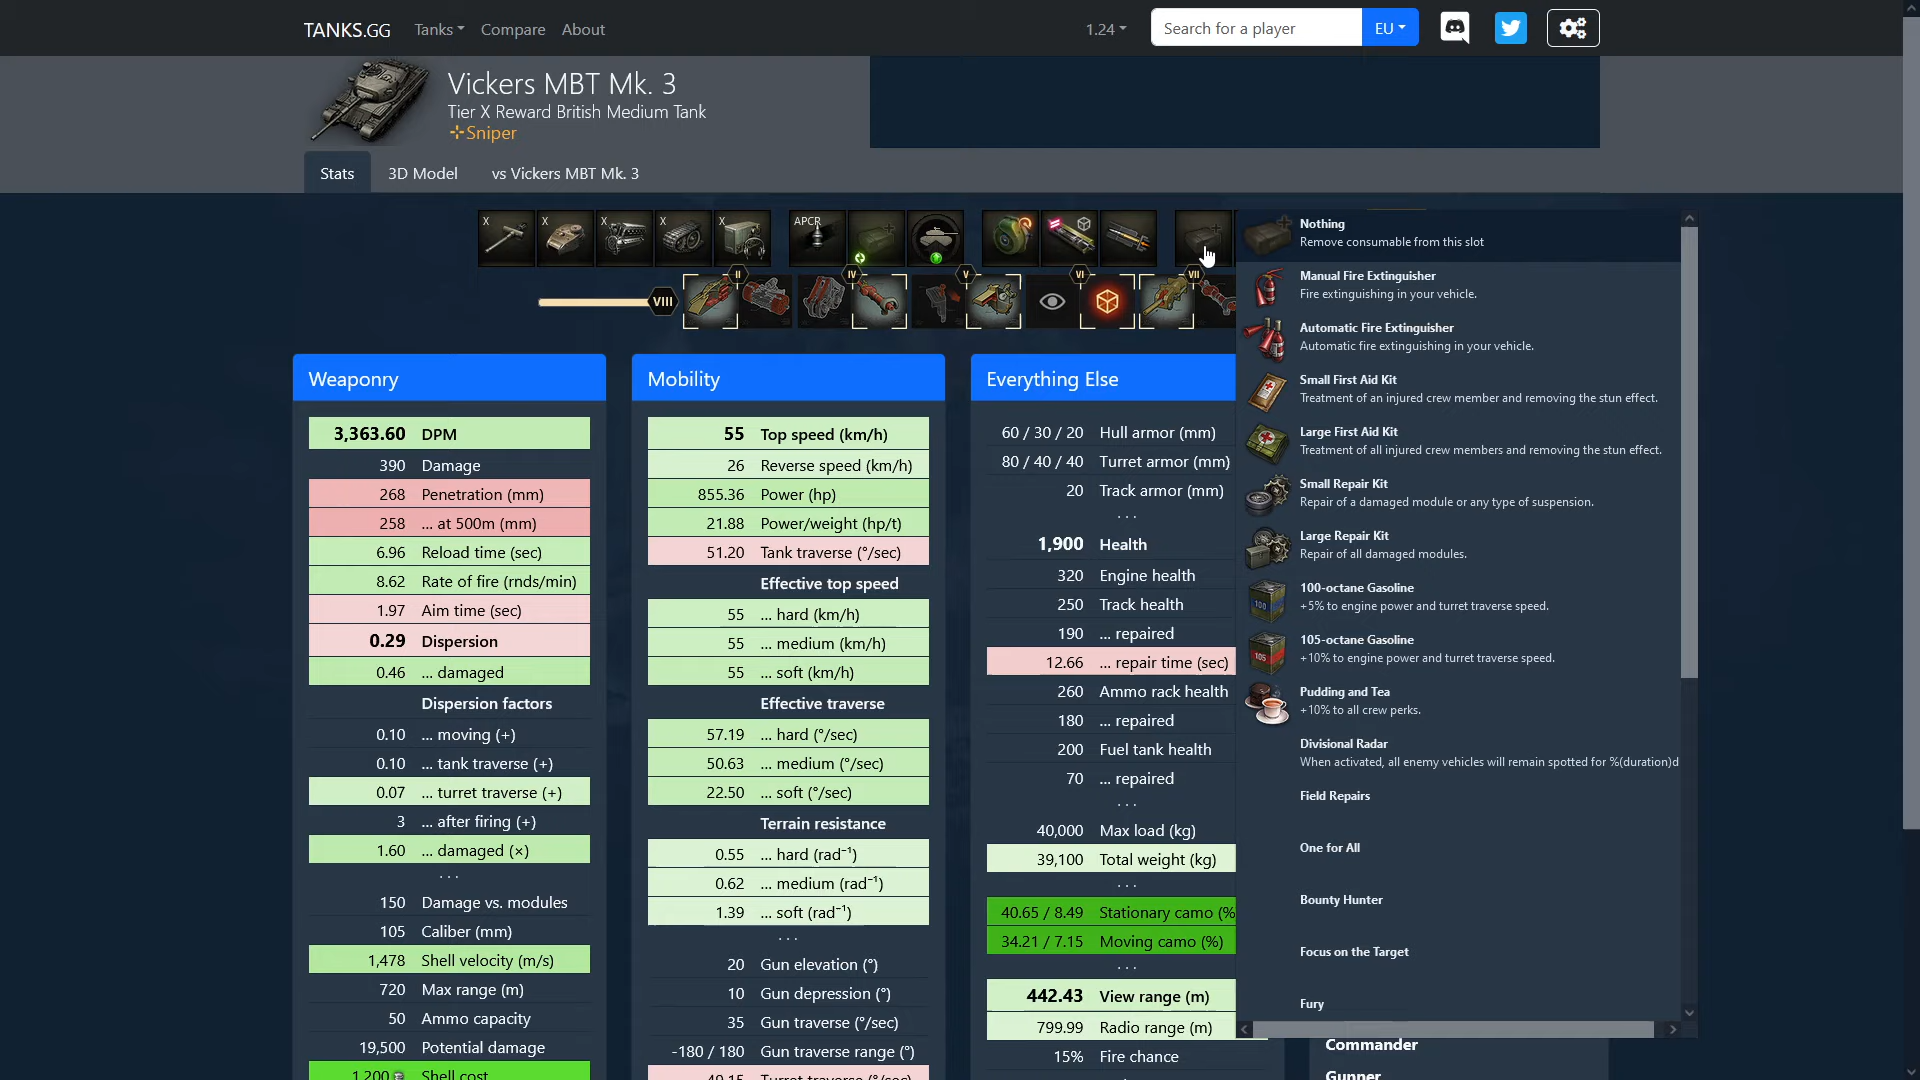 TANKS.GG
Tanks
Compare
About
1.24
Search for a player
EU
Vickers MBT Mk. 3
Tier X Reward British Medium Tank
Sniper
Stats
3D Model
vs Vickers MBT Mk. 3
X
X
X
X
X
APCR
VIII
II
IV
V
VI
VII
Weaponry
3,363.60 DPM
390 Damage
268 Penetration (mm)
258 ... at 500m (mm)
6.96 Reload time (sec)
8.62 Rate of fire (rnds/min)
1.97 Aim time (sec)
0.29 Dispersion
0.46 ... damaged
Dispersion factors
0.10 ... moving (+)
0.10 ... tank traverse (+)
0.07 ... turret traverse (+)
3 ... after firing (+)
1.60 ... damaged (×)
...
150 Damage vs. modules
105 Caliber (mm)
1,478 Shell velocity (m/s)
720 Max range (m)
50 Ammo capacity
19,500 Potential damage
1,200 Shell cost
Mobility
55 Top speed (km/h)
26 Reverse speed (km/h)
855.36 Power (hp)
21.88 Power/weight (hp/t)
51.20 Tank traverse (°/sec)
Effective top speed
55 ... hard (km/h)
55 ... medium (km/h)
55 ... soft (km/h)
Effective traverse
57.19 ... hard (°/sec)
50.63 ... medium (°/sec)
22.50 ... soft (°/sec)
Terrain resistance
0.55 ... hard (rad⁻¹)
0.62 ... medium (rad⁻¹)
1.39 ... soft (rad⁻¹)
...
20 Gun elevation (°)
10 Gun depression (°)
35 Gun traverse (°/sec)
-180 / 180 Gun traverse range (°)
49.15 Turret traverse (°/sec)
Everything Else
60 / 30 / 20 Hull armor (mm)
80 / 40 / 40 Turret armor (mm)
20 Track armor (mm)
...
1,900 Health
320 Engine health
250 Track health
190 ... repaired
12.66 ... repair time (sec)
260 Ammo rack health
180 ... repaired
200 Fuel tank health
70 ... repaired
...
40,000 Max load (kg)
39,100 Total weight (kg)
...
40.65 / 8.49 Stationary camo (%
34.21 / 7.15 Moving camo (%)
...
442.43 View range (m)
799.99 Radio range (m)
15% Fire chance
Nothing
Remove consumable from this slot
Manual Fire Extinguisher
Fire extinguishing in your vehicle.
Automatic Fire Extinguisher
Automatic fire extinguishing in your vehicle.
Small First Aid Kit
Treatment of an injured crew member and removing the stun effect.
Large First Aid Kit
Treatment of all injured crew members and removing the stun effect.
Small Repair Kit
Repair of a damaged module or any type of suspension.
Large Repair Kit
Repair of all damaged modules.
100
100-octane Gasoline
+5% to engine power and turret traverse speed.
105
105-octane Gasoline
+10% to engine power and turret traverse speed.
Pudding and Tea
+10% to all crew perks.
Divisional Radar
When activated, all enemy vehicles will remain spotted for %(duration)d
Field Repairs
One for All
Bounty Hunter
Focus on the Target
Fury
Commander
Gunner